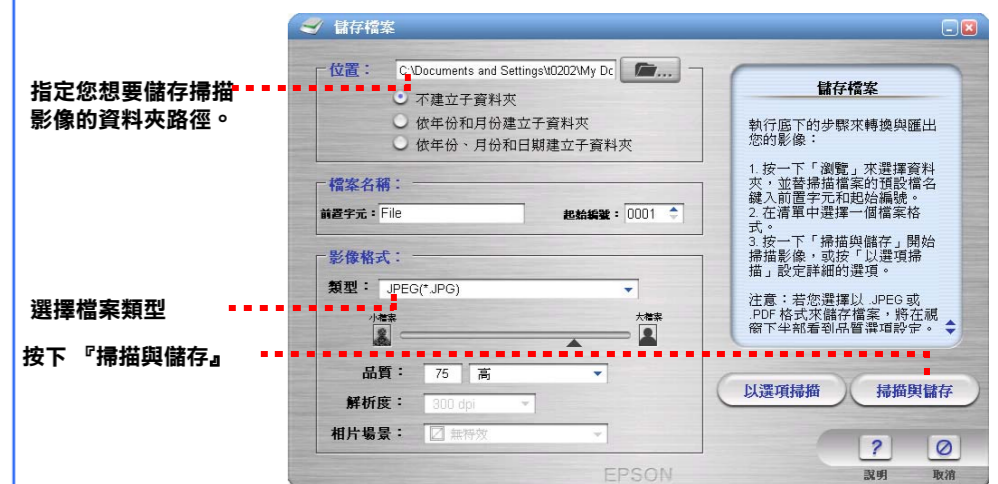 儲存檔案
指定您想要儲存掃描
影像的資料夾路徑。
位置：
C:\Documents and Settings\t0202\My Dc
...
不建立子資料夾
依年份和月份建立子資料夾
依年份、月份和日期建立子資料夾
檔案名稱：
前置字元：File
起始編號：0001
影像格式：
選擇檔案類型
類型：
JPEG(*.JPG)
小檔案
大檔案
按下 『掃描與儲存』
品質：
75
高
解析度：
300 dpi
相片場景：
無特效
儲存檔案
執行底下的步驟來轉換與匯出
您的影像：
1. 按一下「瀏覽」來選擇資料
夾，並替掃描檔案的預設檔名
鍵入前置字元和起始編號。
2. 在清單中選擇一個檔案格
式。
3. 按一下「掃描與儲存」開始
掃描影像，或按「以選項掃
描」設定詳細的選項。
注意：若您選擇以 .JPEG 或
.PDF 格式來儲存檔案，將在視
窗下半部看到品質選項設定。
以選項掃描
掃描與儲存
?
說明
取消
EPSON